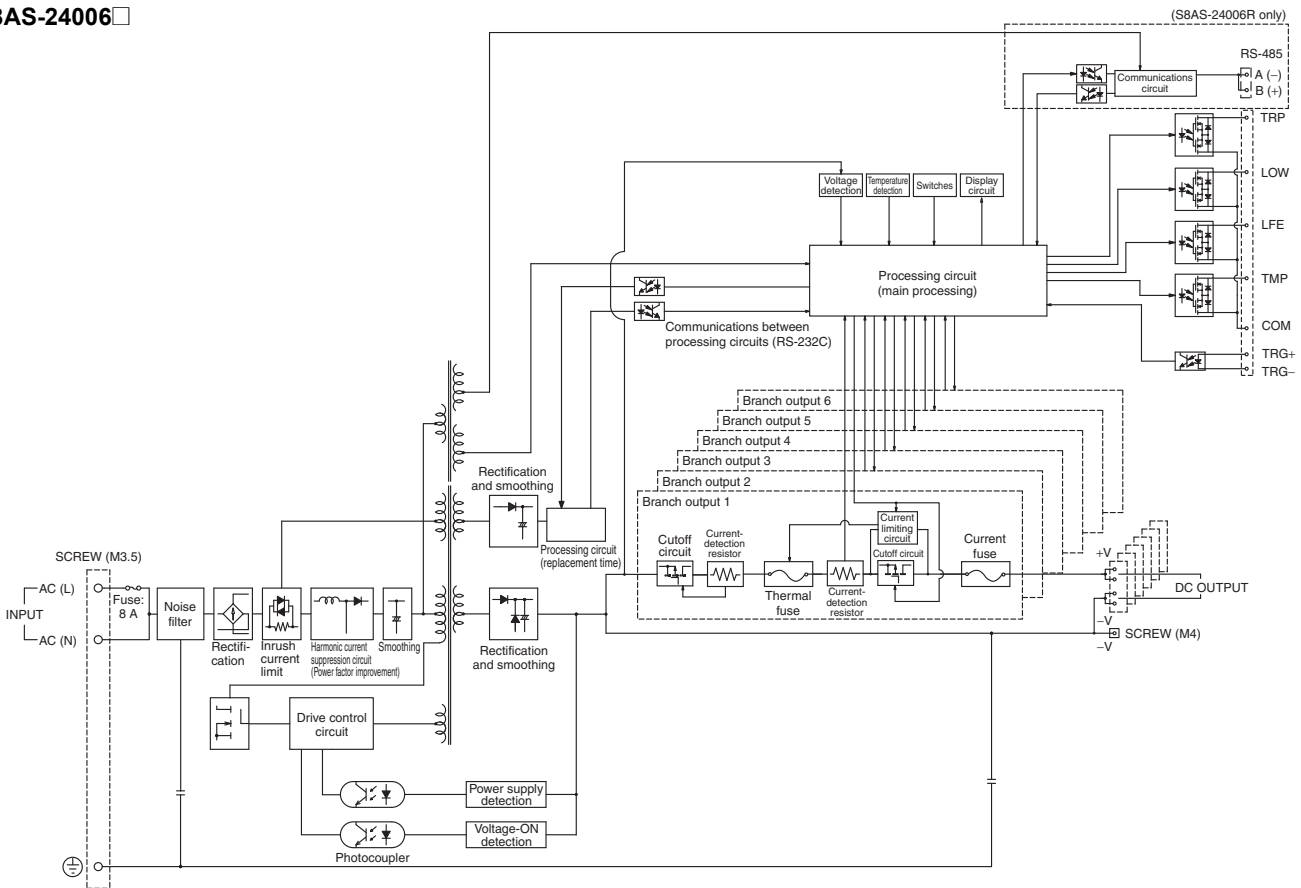 8AS-24006□
(S8AS-24006R only)
RS-485
A (−)
B (+)
Communications
circuit
TRP
LOW
LFE
TMP
COM
TRG+
TRG−
Voltage
detection
Temperature
detection
Switches
Display
circuit
Processing circuit
(main processing)
Communications between
processing circuits (RS-232C)
Branch output 6
Branch output 5
Branch output 4
Branch output 3
Branch output 2
Branch output 1
Rectification
and smoothing
Processing circuit
(replacement time)
Cutoff
circuit
Current-
detection
resistor
Thermal
fuse
Current-
detection
resistor
Current
limiting
circuit
Cutoff circuit
Current
fuse
+V
DC OUTPUT
−V
SCREW (M4)
−V
SCREW (M3.5)
INPUT
AC (L)
AC (N)
Fuse:
8 A
Noise
filter
Rectifi-
cation
Inrush
current
limit
Harmonic current
suppression circuit
(Power factor improvement)
Smoothing
Rectification
and smoothing
Drive control
circuit
Power supply
detection
Voltage-ON
detection
Photocoupler